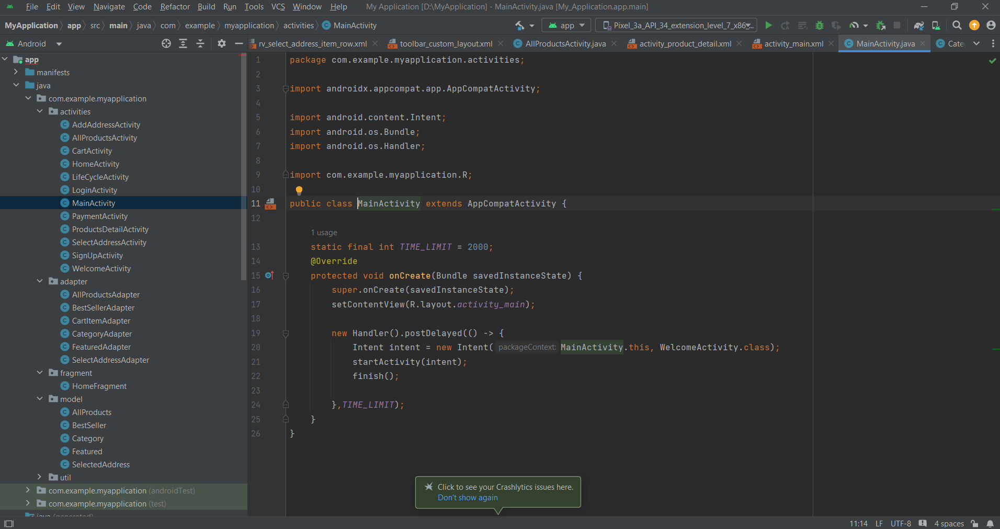 File Edit View Navigate Code Refactor Build Run Tools VCS Window Help My Application [D:\MyApplication] - MainActivity.java [My_Application.app.main]
MyApplication app src main java com example myapplication activities MainActivity app Pixel_3a_API_34_extension_level_7_x86...
Android rv_select_address_item_row.xml toolbar_custom_layout.xml AllProductsActivity.java activity_product_detail.xml activity_main.xml MainActivity.java Cate
app
manifests
java
com.example.myapplication
activities
AddAddressActivity
AllProductsActivity
CartActivity
HomeActivity
LifeCycleActivity
LoginActivity
MainActivity
PaymentActivity
ProductsDetailActivity
SelectAddressActivity
SignUpActivity
WelcomeActivity
adapter
AllProductsAdapter
BestSellerAdapter
CartItemAdapter
CategoryAdapter
FeaturedAdapter
SelectAddressAdapter
fragment
HomeFragment
model
AllProducts
BestSeller
Category
Featured
SelectedAddress
util
com.example.myapplication (androidTest)
com.example.myapplication (test)
java (generated)
1 package com.example.myapplication.activities;
2
3 import androidx.appcompat.app.AppCompatActivity;
4
5 import android.content.Intent;
6 import android.os.Bundle;
7 import android.os.Handler;
8
9 import com.example.myapplication.R;
10
11 public class MainActivity extends AppCompatActivity {
12
1 usage
13 static final int TIME_LIMIT = 2000;
14 @Override
15 protected void onCreate(Bundle savedInstanceState) {
16 super.onCreate(savedInstanceState);
17 setContentView(R.layout.activity_main);
18
19 new Handler().postDelayed(() -> {
20 Intent intent = new Intent( packageContext: MainActivity.this, WelcomeActivity.class);
21 startActivity(intent);
22 finish();
23
24 },TIME_LIMIT);
25 }
26 }
Click to see your Crashlytics issues here.
Don't show again
11:14 LF UTF-8 4 spaces